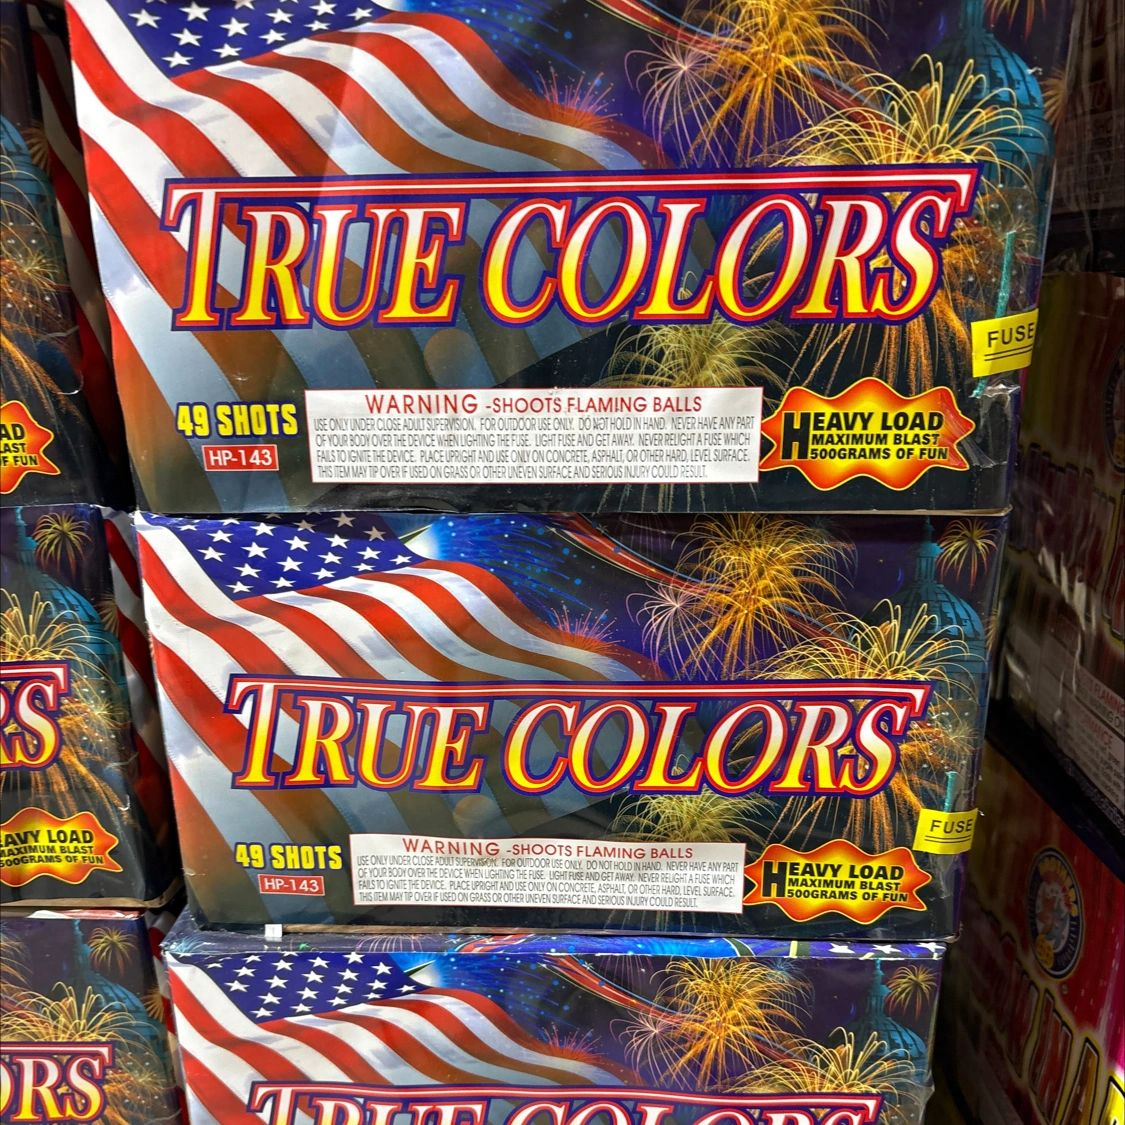 TRUE COLORS
FUSE
49 SHOTS
HP-143
WARNING -SHOOTS FLAMING BALLS
USE ONLY UNDER CLOSE ADULT SUPERVISION. FOR OUTDOOR USE ONLY. DO NOT HOLD IN HAND. NEVER HAVE ANY PART
OF YOUR BODY OVER THE DEVICE WHEN LIGHTING THE FUSE. LIGHT FUSE AND GET AWAY. NEVER RELIGHT A FUSE WHICH
FAILS TO IGNITE THE DEVICE. PLACE UPRIGHT AND USE ONLY ON CONCRETE, ASPHALT, OR OTHER HARD, LEVEL SURFACE.
THIS ITEM MAY TIP OVER IF USED ON GRASS OR OTHER UNEVEN SURFACE AND SERIOUS INJURY COULD RESULT.
HEAVY LOAD
MAXIMUM BLAST
500GRAMS OF FUN
AD
LAST
OF FUN
TRUE COLORS
FUSE
49 SHOTS
HP-143
WARNING -SHOOTS FLAMING BALLS
USE ONLY UNDER CLOSE ADULT SUPERVISION. FOR OUTDOOR USE ONLY. DO NOT HOLD IN HAND. NEVER HAVE ANY PART
OF YOUR BODY OVER THE DEVICE WHEN LIGHTING THE FUSE. LIGHT FUSE AND GET AWAY. NEVER RELIGHT A FUSE WHICH
FAILS TO IGNITE THE DEVICE. PLACE UPRIGHT AND USE ONLY ON CONCRETE, ASPHALT, OR OTHER HARD, LEVEL SURFACE.
THIS ITEM MAY TIP OVER IF USED ON GRASS OR OTHER UNEVEN SURFACE AND SERIOUS INJURY COULD RESULT.
HEAVY LOAD
MAXIMUM BLAST
500GRAMS OF FUN
RS
EAVY LOAD
MAXIMUM BLAST
500GRAMS OF FUN
TRUE COLORS
ORS